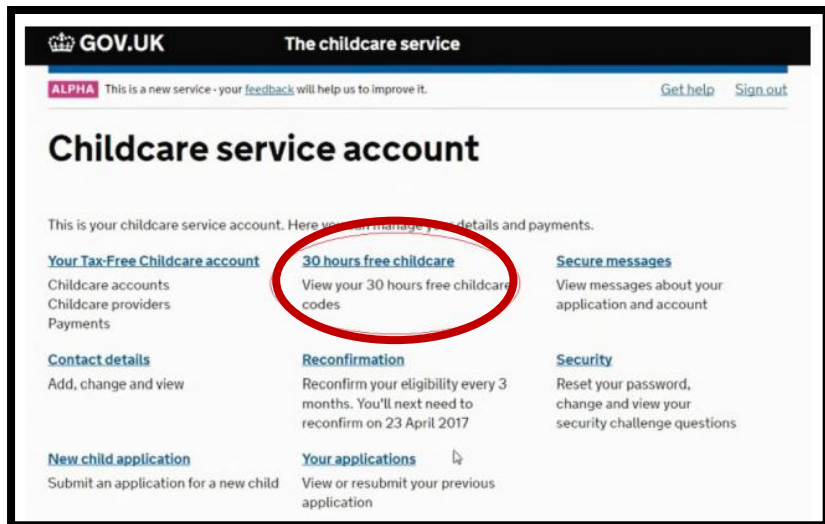 GOV.UK The childcare service
ALPHA This is a new service - your feedback will help us to improve it. Get help Sign out
Childcare service account
This is your childcare service account. Here you can manage your details and payments.
Your Tax-Free Childcare account
Childcare accounts
Childcare providers
Payments
30 hours free childcare
View your 30 hours free childcare
codes
Secure messages
View messages about your
application and account
Contact details
Add, change and view
Reconfirmation
Reconfirm your eligibility every 3
months. You'll next need to
reconfirm on 23 April 2017
Security
Reset your password,
change and view your
security challenge questions
New child application
Submit an application for a new child
Your applications
View or resubmit your previous
application